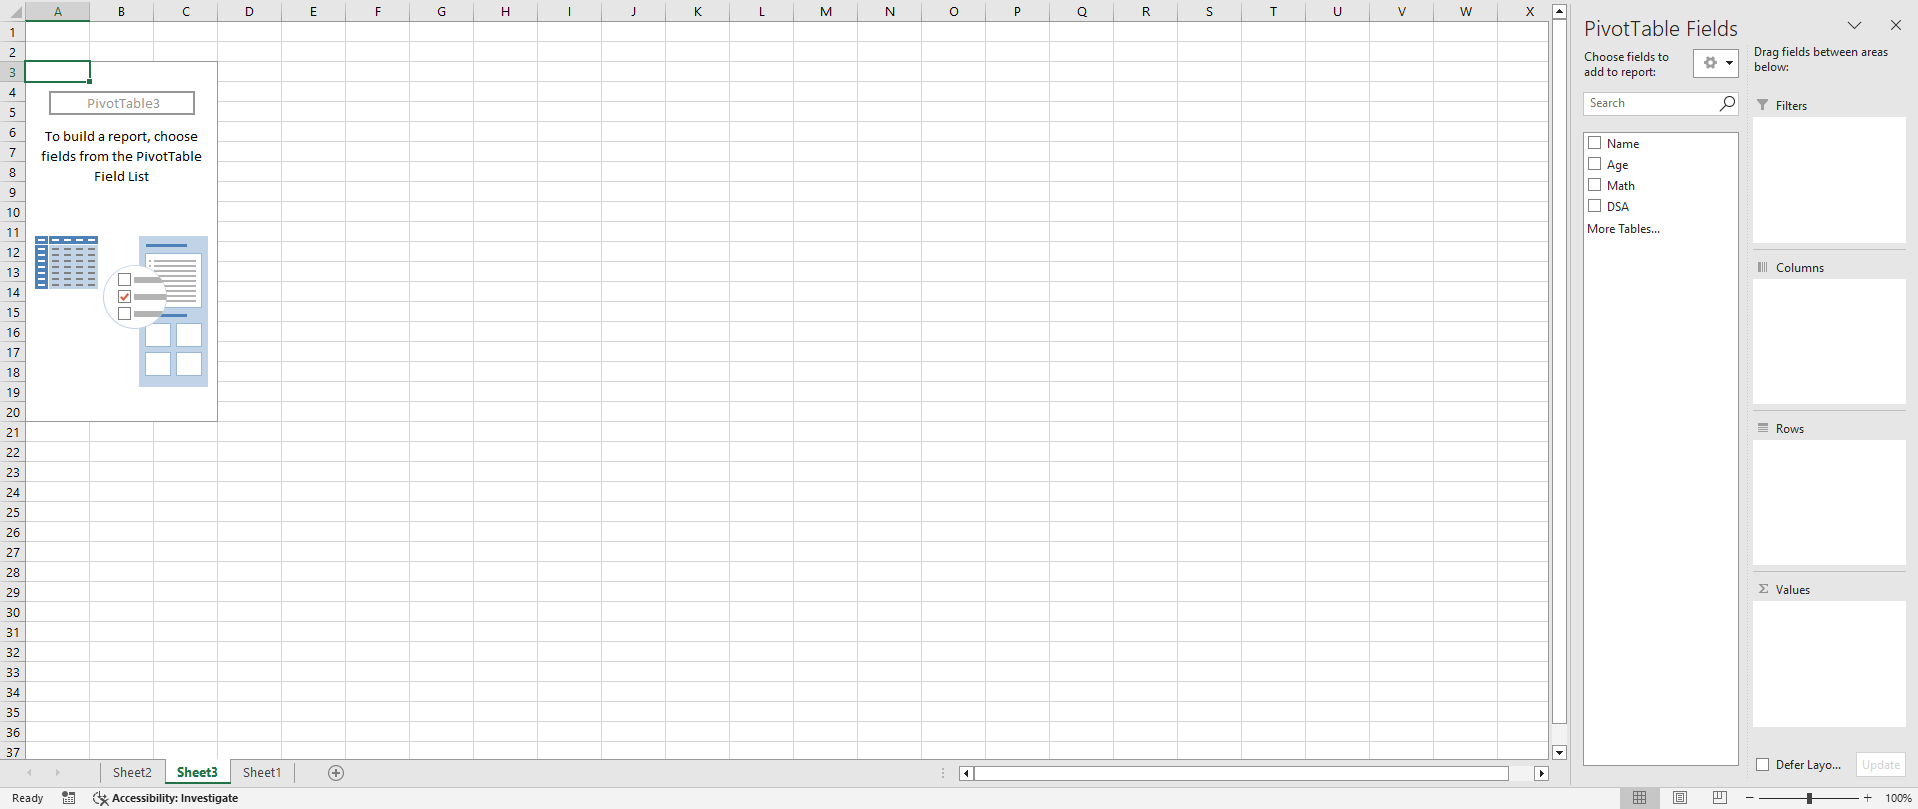 A B C D E F G H I J K L M N O P Q R S T U V W X
1
2
3
4
5
6
7
8
9
10
11
12
13
14
15
16
17
18
19
20
21
22
23
24
25
26
27
28
29
30
31
32
33
34
35
36
37
PivotTable3
To build a report, choose
fields from the PivotTable
Field List
Sheet2 Sheet3 Sheet1
Ready Accessibility: Investigate
PivotTable Fields
Choose fields to
add to report:
Search
Name
Age
Math
DSA
More Tables...
Drag fields between areas
below:
Filters
Columns
Rows
Σ Values
Defer Layo... Update
100%